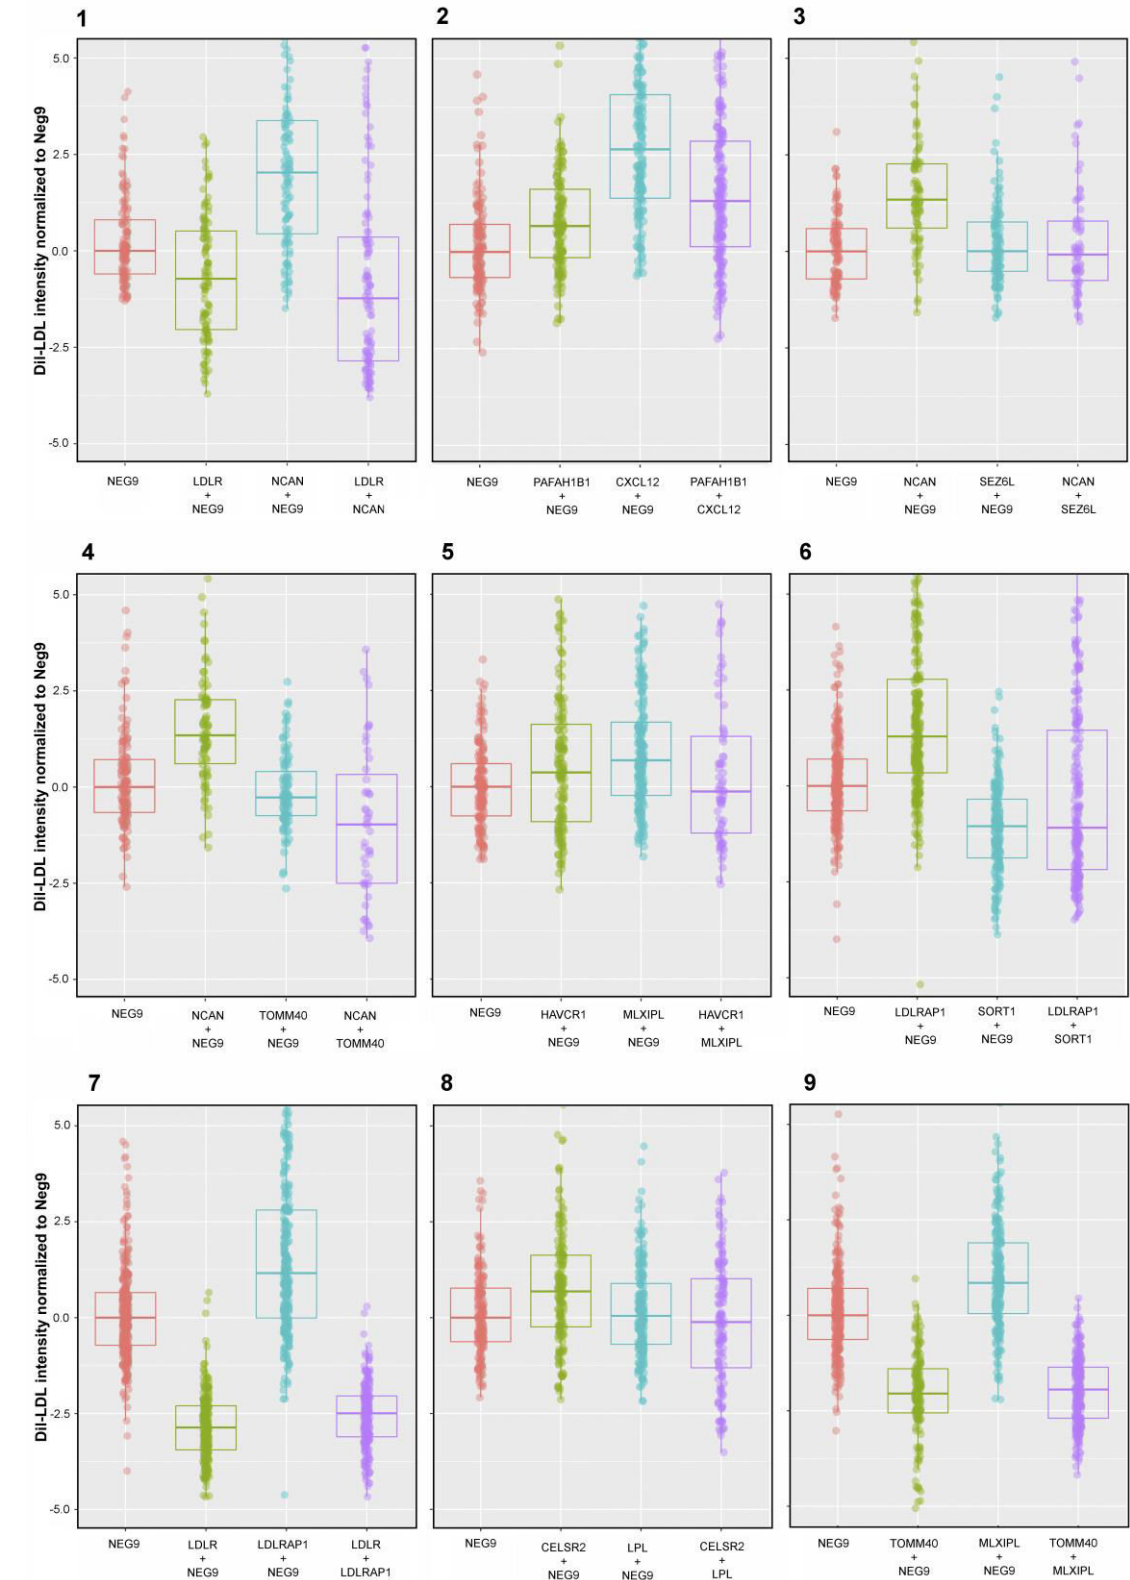 1 2 3
DiI-LDL intensity normalized to Neg9
5.0
2.5
0.0
-2.5
-5.0
NEG9 LDLR + NEG9 NCAN + NEG9 LDLR + NCAN
NEG9 PAFAH1B1 + NEG9 CXCL12 + NEG9 PAFAH1B1 + CXCL12
NEG9 NCAN + NEG9 SEZ6L + NEG9 NCAN + SEZ6L
4 5 6
DiI-LDL intensity normalized to Neg9
5.0
2.5
0.0
-2.5
-5.0
NEG9 NCAN + NEG9 TOMM40 + NEG9 NCAN + TOMM40
NEG9 HAVCR1 + NEG9 MLXIPL + NEG9 HAVCR1 + MLXIPL
NEG9 LDLRAP1 + NEG9 SORT1 + NEG9 LDLRAP1 + SORT1
7 8 9
DiI-LDL intensity normalized to Neg9
5.0
2.5
0.0
-2.5
-5.0
NEG9 LDLR + NEG9 LDLRAP1 + NEG9 LDLR + LDLRAP1
NEG9 CELSR2 + NEG9 LPL + NEG9 CELSR2 + LPL
NEG9 TOMM40 + NEG9 MLXIPL + NEG9 TOMM40 + MLXIPL